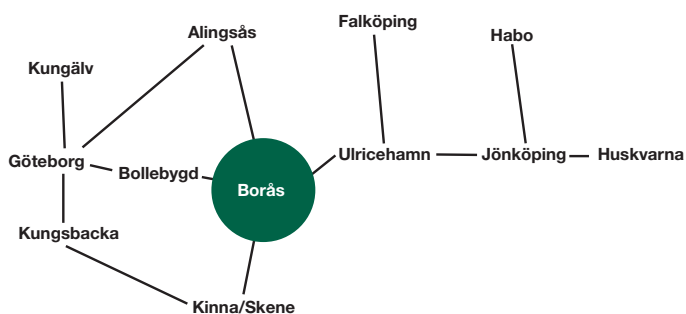 Falköping
Alingsås
Habo
Kungälv
Göteborg
Bollebygd
Borås
Ulricehamn
Jönköping
Huskvarna
Kungsbacka
Kinna/Skene